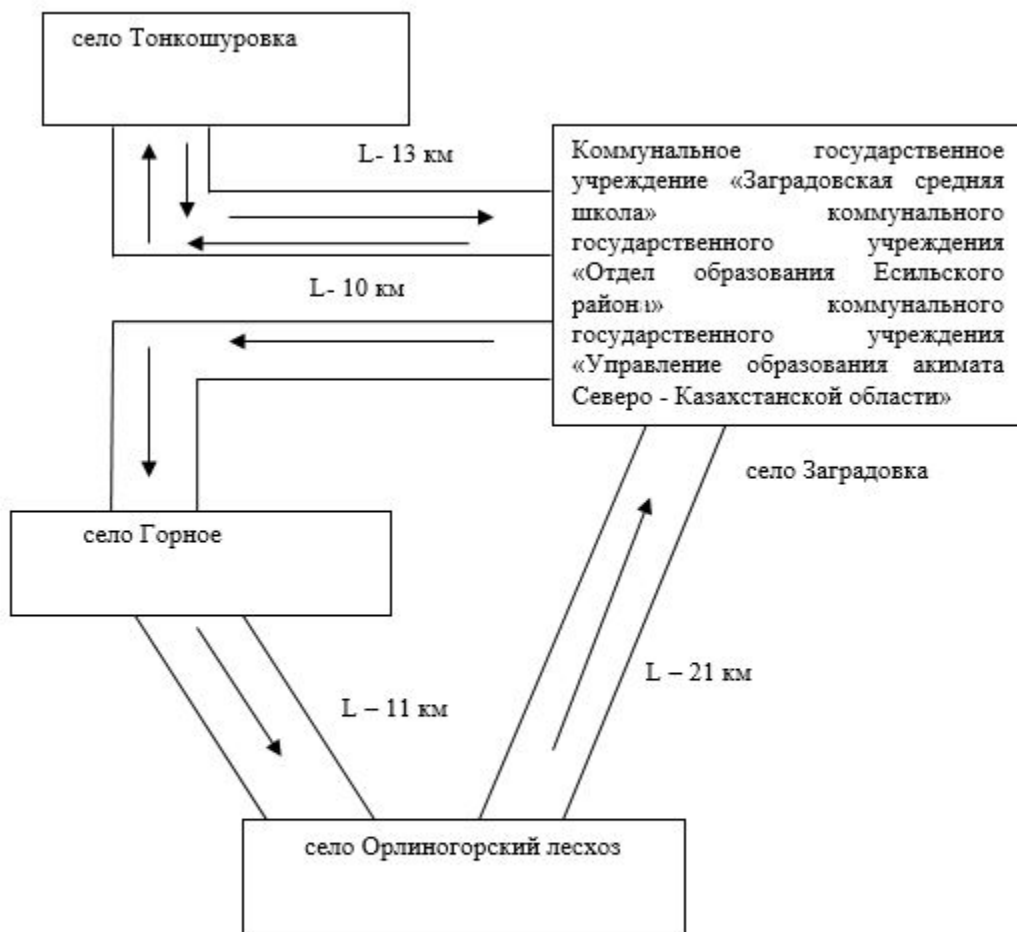 село Тонкошуровка
L- 13 км
Коммунальное государственное
учреждение «Заградовская средняя
школа» коммунального
государственного учреждения
«Отдел образования Есильского
района» коммунального
государственного учреждения
«Управление образования акимата
Северо - Казахстанской области»
L- 10 км
село Заградовка
село Горное
L – 21 км
L – 11 км
село Орлиногорский лесхоз